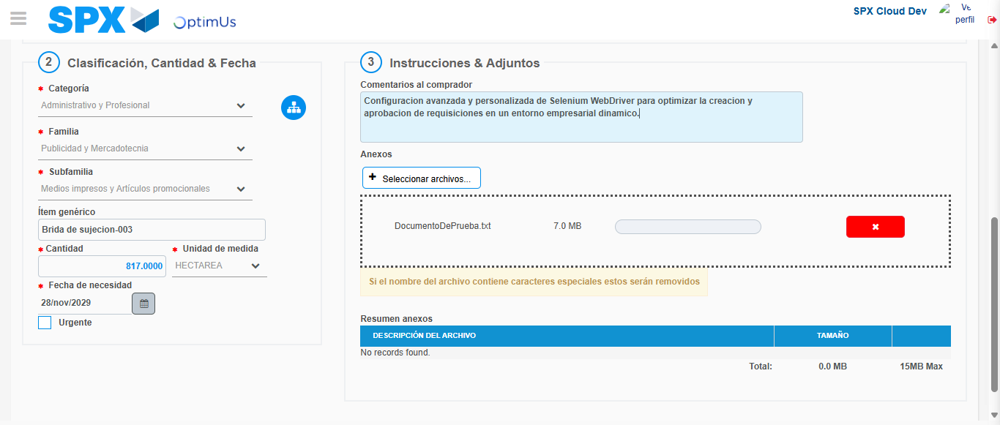 SPX
OptimUs
SPX Cloud Dev
Ve
perfil
2 Clasificación, Cantidad & Fecha
* Categoría
Administrativo y Profesional
* Familia
Publicidad y Mercadotecnia
* Subfamilia
Medios impresos y Artículos promocionales
Ítem genérico
Brida de sujecion-003
* Cantidad
* Unidad de medida
817.0000
HECTAREA
* Fecha de necesidad
28/nov/2029
Urgente
3 Instrucciones & Adjuntos
Comentarios al comprador
Configuracion avanzada y personalizada de Selenium WebDriver para optimizar la creacion y
aprobacion de requisiciones en un entorno empresarial dinamico.
Anexos
+ Seleccionar archivos...
DocumentoDePrueba.txt 7.0 MB
Si el nombre del archivo contiene caracteres especiales estos serán removidos
Resumen anexos
DESCRIPCIÓN DEL ARCHIVO TAMAÑO
No records found.
Total: 0.0 MB 15MB Max